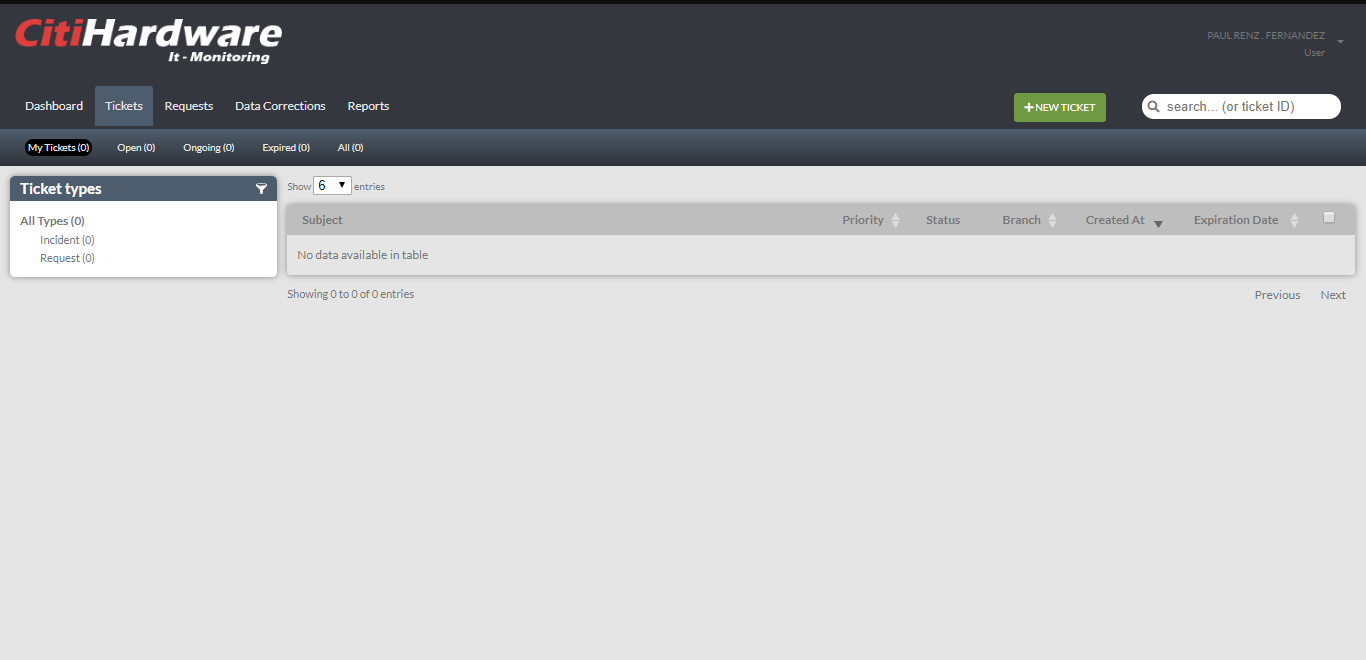 CitiHardware
It - Monitoring
PAUL RENZ . FERNANDEZ
User
Dashboard Tickets Requests Data Corrections Reports
NEW TICKET
search... (or ticket ID)
My Tickets (0) Open (0) Ongoing (0) Expired (0) All (0)
Ticket types
All Types (0)
Incident (0)
Request (0)
Show 6 entries
Subject Priority Status Branch Created At Expiration Date
No data available in table
Showing 0 to 0 of 0 entries
Previous Next